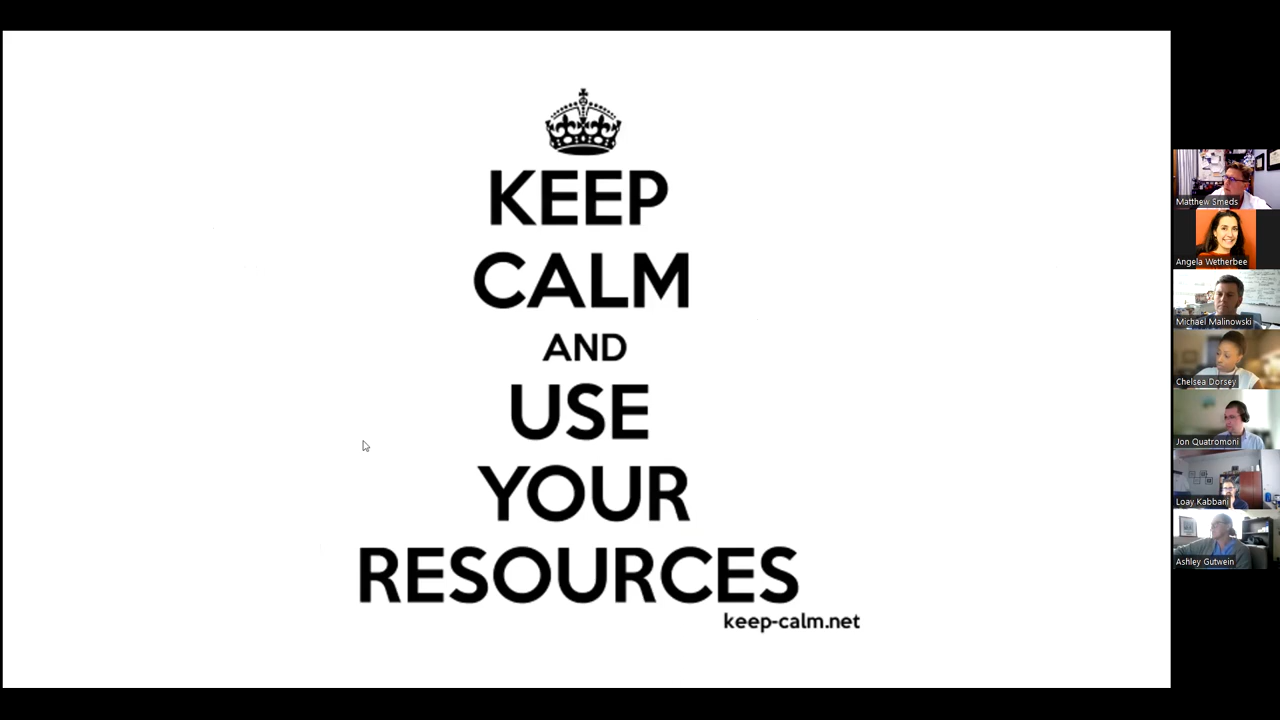 KEEP
CALM
AND
USE
YOUR
RESOURCES
keep-calm.net
Matthew Smeds
Angela Wetherbee
Michael Malinowski
Chelsea Dorsey
Jon Quatromoni
Loay Kabbani
Ashley Gutwein